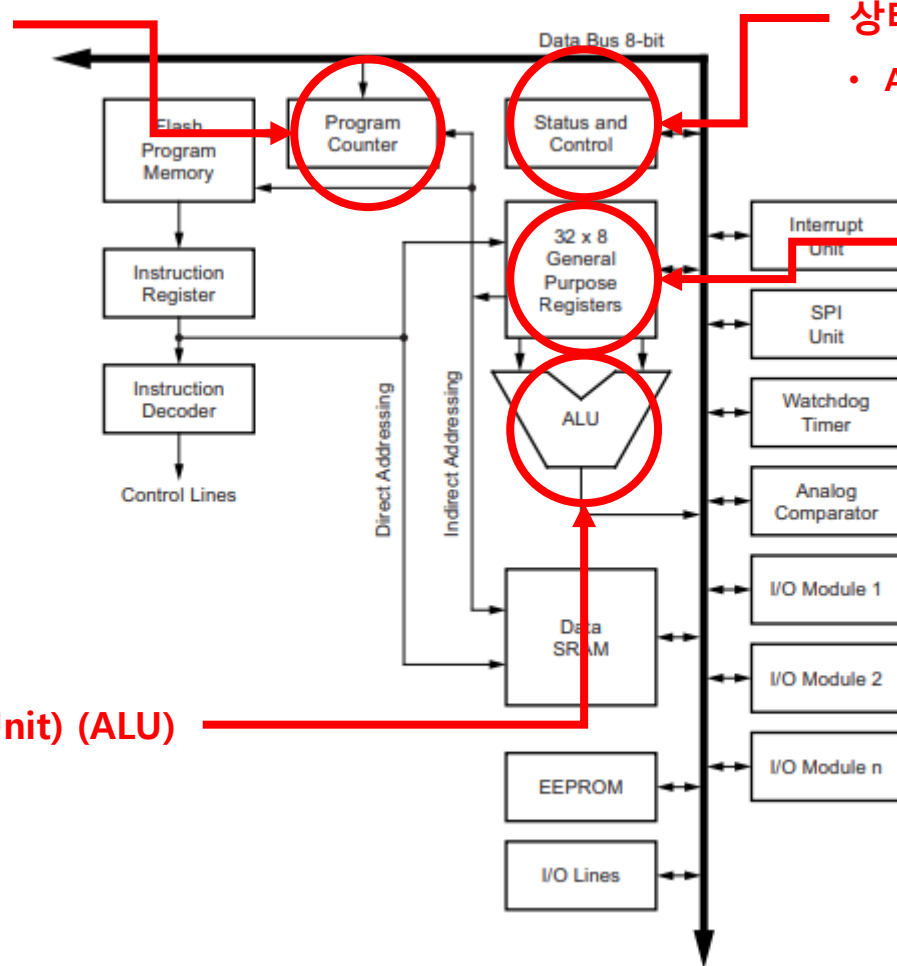 Data Bus 8-bit
Flash
Program
Memory
Program
Counter
Status and
Control
32 x 8
General
Purpose
Registers
Instruction
Register
Instruction
Decoder
Control Lines
Direct Addressing
Indirect Addressing
ALU
Interrupt
Unit
SPI
Unit
Watchdog
Timer
Analog
Comparator
I/O Module 1
Data
SRAM
I/O Module 2
I/O Module n
EEPROM
I/O Lines
nit) (ALU)
상
• A